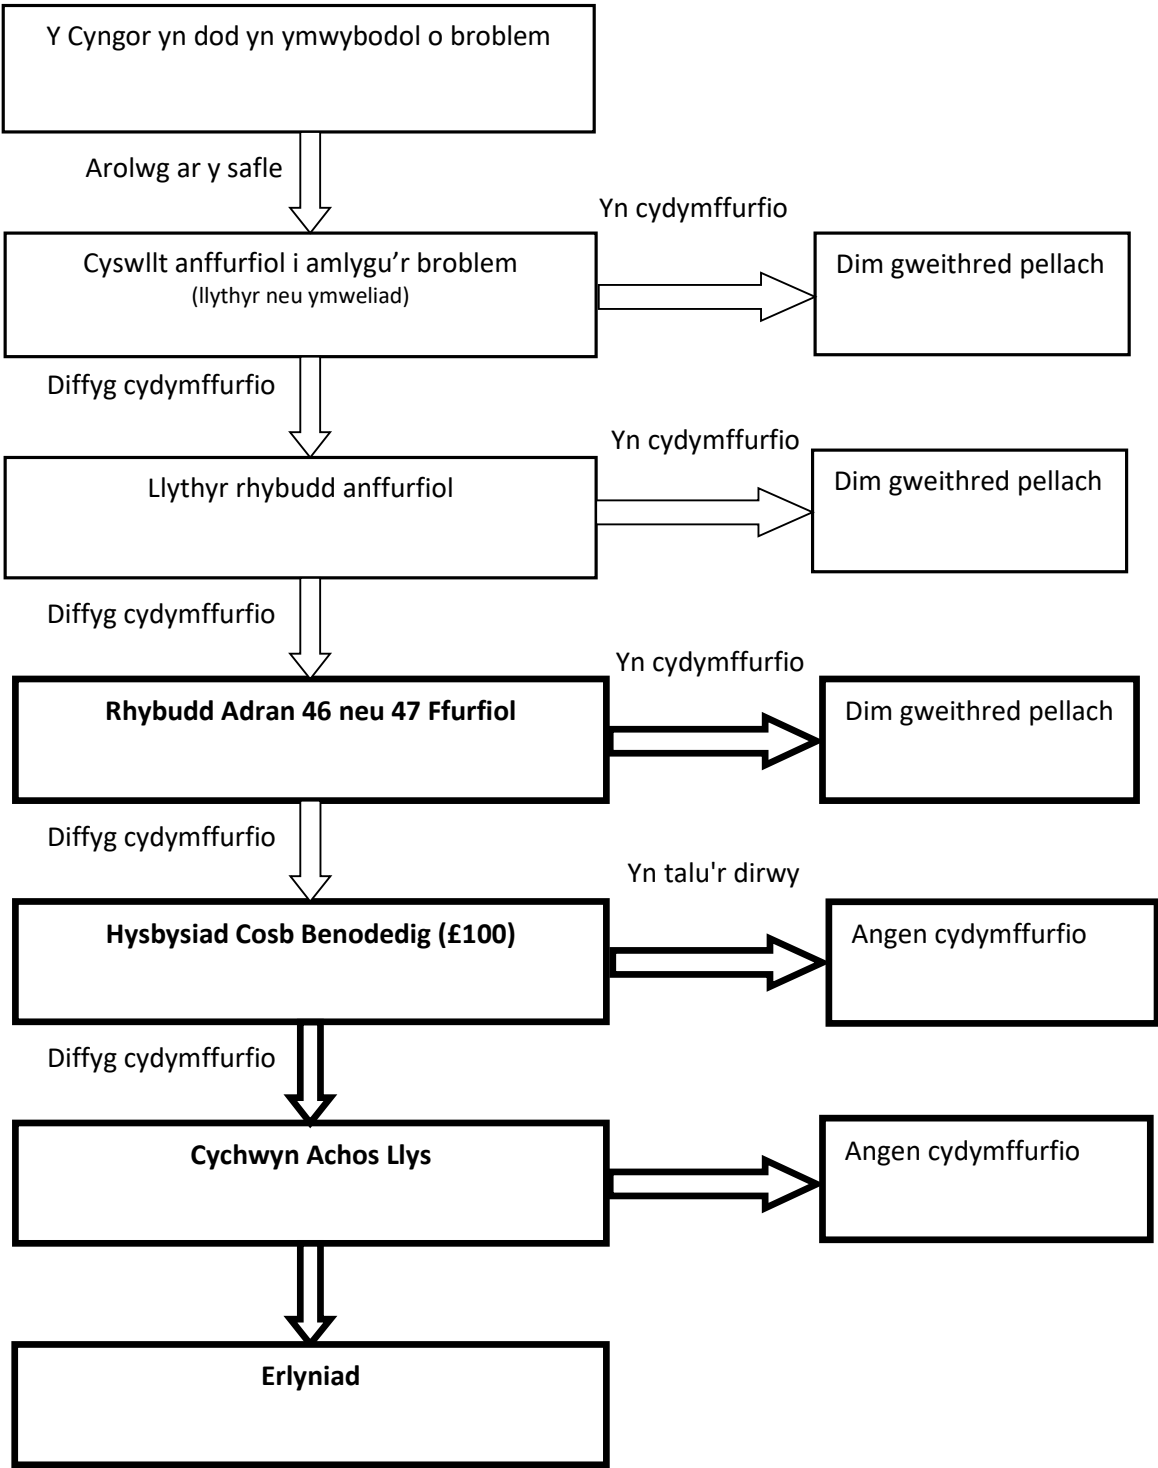 Y Cyngor yn dod yn ymwybodol o broblem
Arolwg ar y safle
Yn cydymffurfio
Cyswllt anffurfiol i amlygu’r broblem
(llythyr neu ymweliad)
Dim gweithred pellach
Diffyg cydymffurfio
Yn cydymffurfio
Llythyr rhybudd anffurfiol
Dim gweithred pellach
Diffyg cydymffurfio
Yn cydymffurfio
Rhybudd Adran 46 neu 47 Ffurfiol
Dim gweithred pellach
Diffyg cydymffurfio
Yn talu'r dirwy
Hysbysiad Cosb Benodedig (£100)
Angen cydymffurfio
Diffyg cydymffurfio
Cychwyn Achos Llys
Angen cydymffurfio
Erlyniad